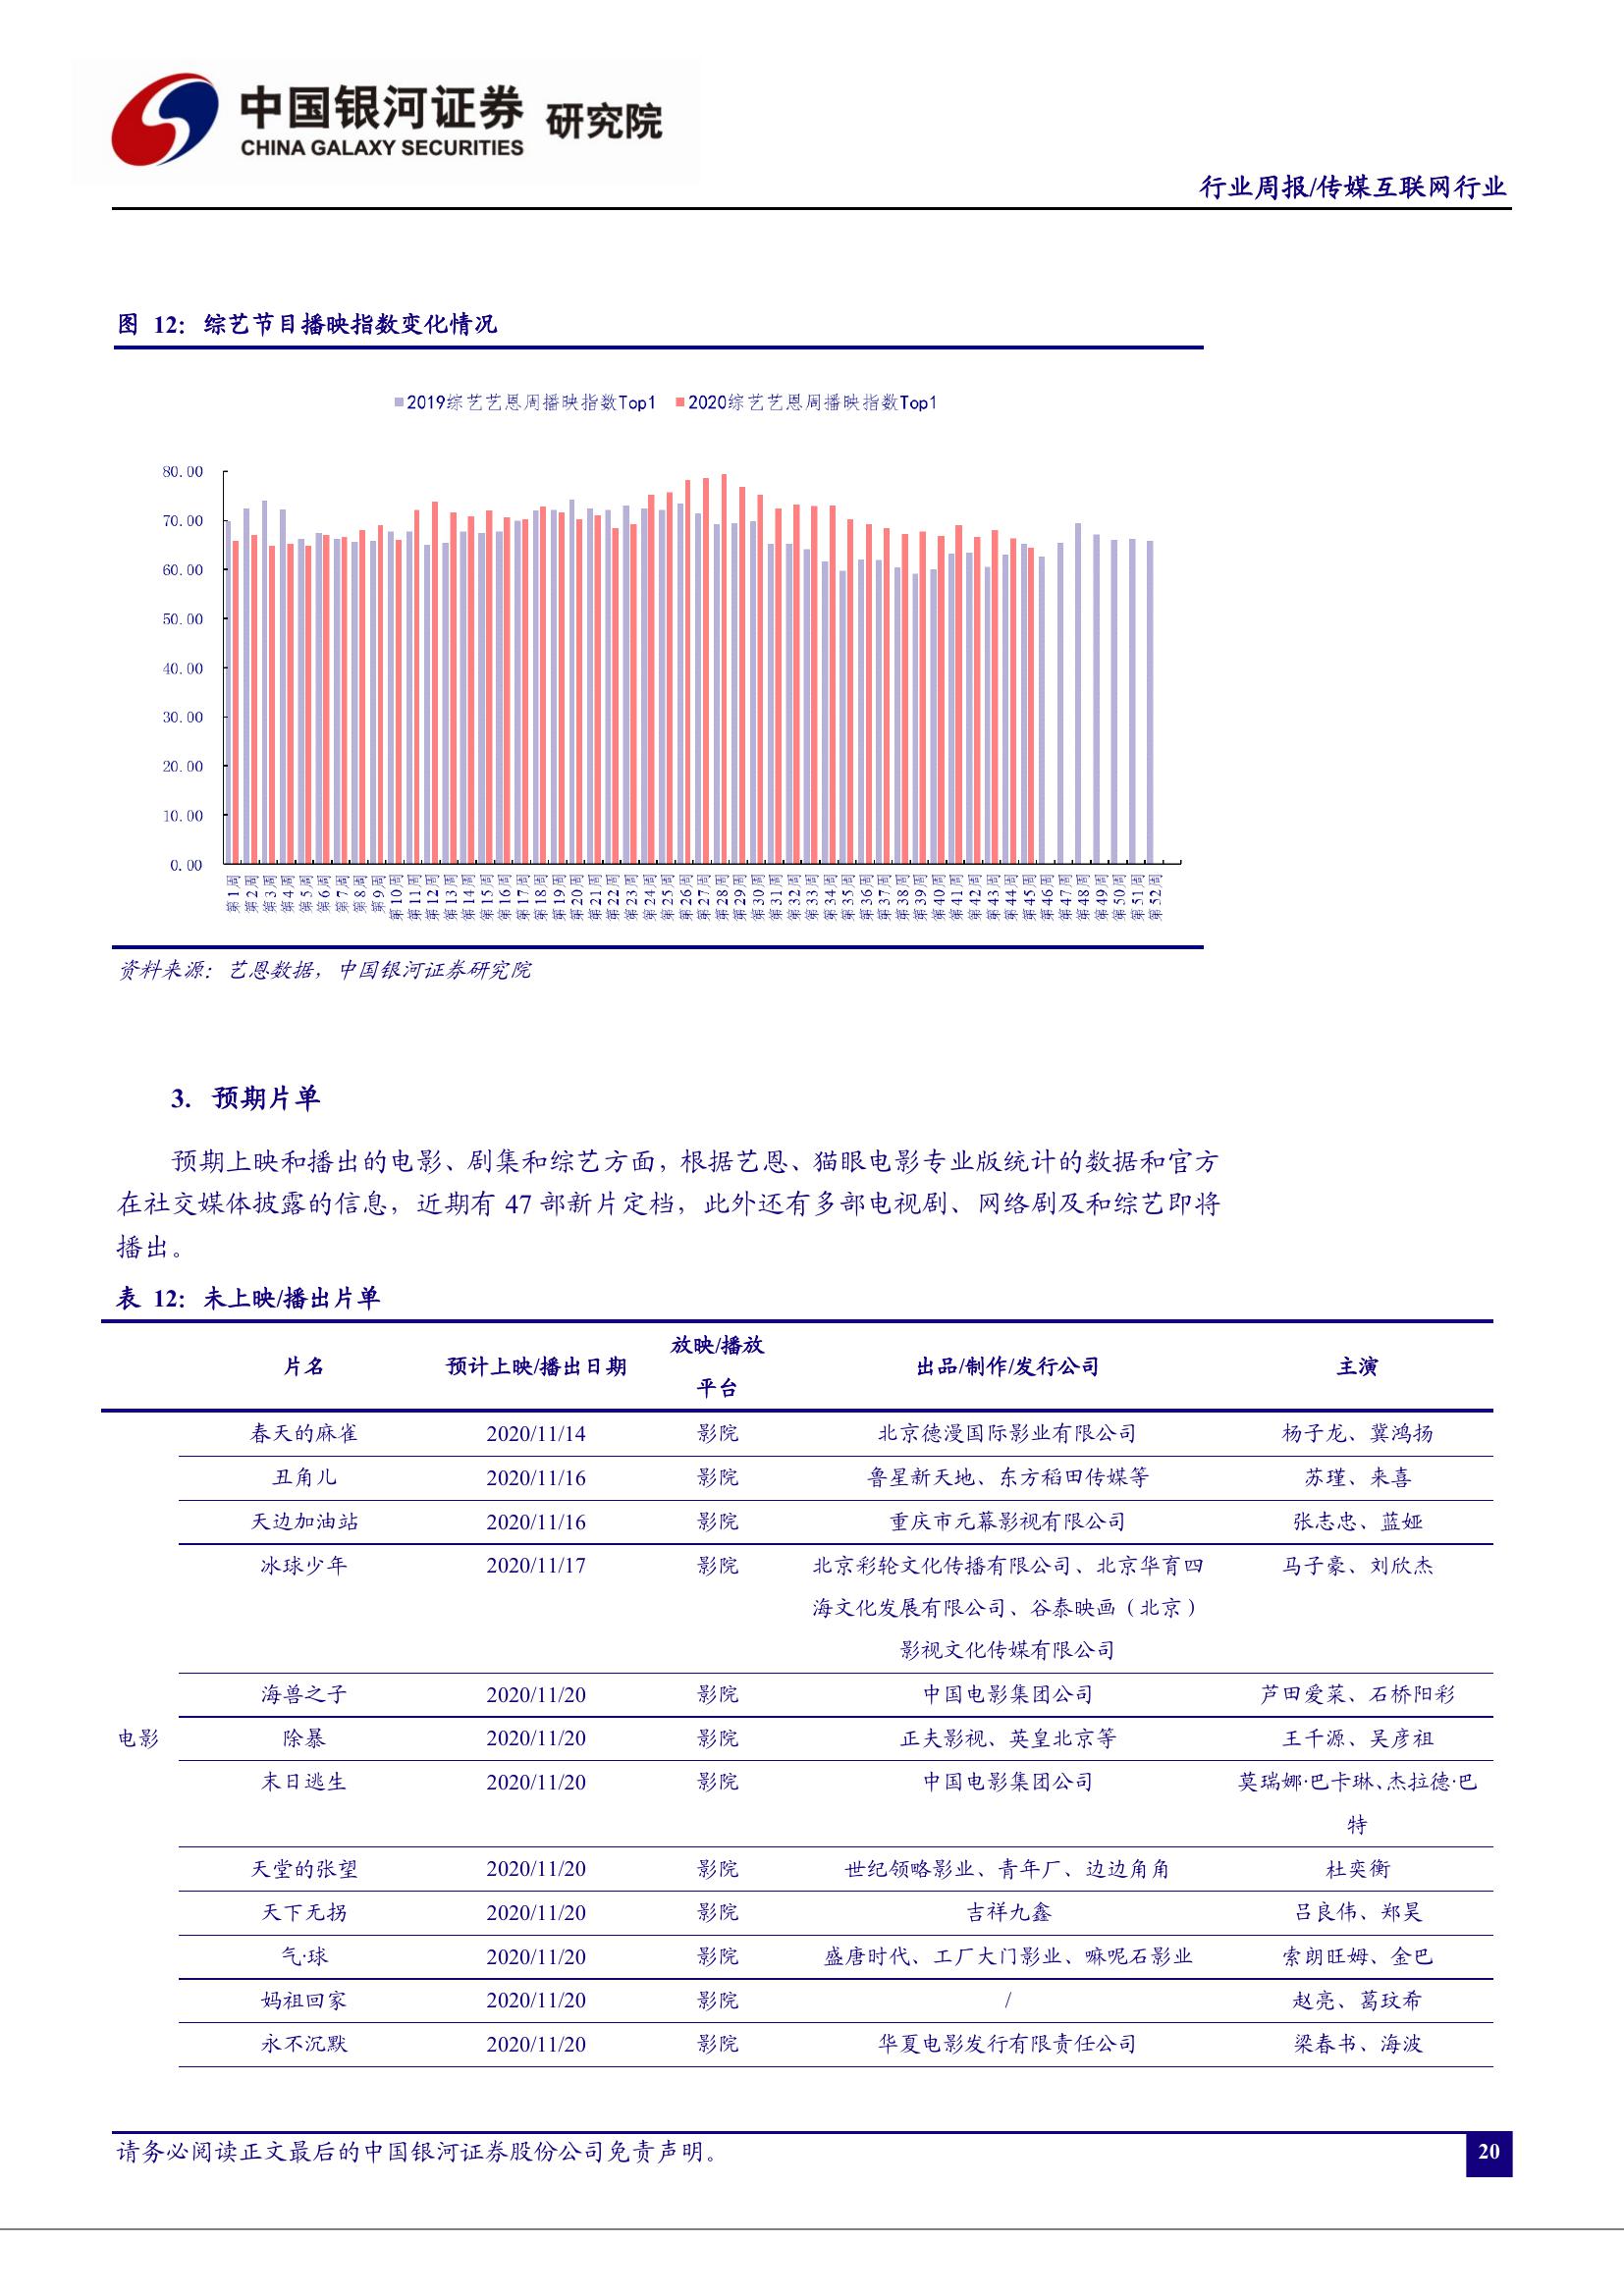 中国银河证券 研究院
CHINA GALAXY SECURITIES
行业周报/传媒互联网行业
图 12：综艺节目播映指数变化情况
2019综艺艺恩周播映指数Top1 2020综艺艺恩周播映指数Top1
80.00
70.00
60.00
50.00
40.00
30.00
20.00
10.00
0.00
第1周 第2周 第3周 第4周 第5周 第6周 第7周 第8周 第9周 第10周 第11周 第12周 第13周 第14周 第15周 第16周 第17周 第18周 第19周 第20周 第21周 第22周 第23周 第24周 第25周 第26周 第27周 第28周 第29周 第30周 第31周 第32周 第33周 第34周 第35周 第36周 第37周 第38周 第39周 第40周 第41周 第42周 第43周 第44周 第45周 第46周 第47周 第48周 第49周 第50周 第51周 第52周
资料来源：艺恩数据，中国银河证券研究院
3. 预期片单
预期上映和播出的电影、剧集和综艺方面，根据艺恩、猫眼电影专业版统计的数据和官方
在社交媒体披露的信息，近期有 47 部新片定档，此外还有多部电视剧、网络剧及和综艺即将
播出。
表 12：未上映/播出片单
片名 预计上映/播出日期 放映/播放 出品/制作/发行公司 主演
平台
春天的麻雀 2020/11/14 影院 北京德漫国际影业有限公司 杨子龙、冀鸿扬
丑角儿 2020/11/16 影院 鲁星新天地、东方稻田传媒等 苏瑾、来喜
天边加油站 2020/11/16 影院 重庆市元幕影视有限公司 张志忠、蓝娅
冰球少年 2020/11/17 影院 北京彩轮文化传播有限公司、北京华育四 马子豪、刘欣杰
海文化发展有限公司、谷泰映画（北京）
影视文化传媒有限公司
海兽之子 2020/11/20 影院 中国电影集团公司 芦田爱菜、石桥阳彩
电影 除暴 2020/11/20 影院 正夫影视、英皇北京等 王千源、吴彦祖
末日逃生 2020/11/20 影院 中国电影集团公司 莫瑞娜·巴卡琳、杰拉德·巴
特
天堂的张望 2020/11/20 影院 世纪领略影业、青年厂、边边角角 杜奕衡
天下无拐 2020/11/20 影院 吉祥九鑫 吕良伟、郑昊
气·球 2020/11/20 影院 盛唐时代、工厂大门影业、嘛呢石影业 索朗旺姆、金巴
妈祖回家 2020/11/20 影院 / 赵亮、葛玟希
永不沉默 2020/11/20 影院 华夏电影发行有限责任公司 梁春书、海波
请务必阅读正文最后的中国银河证券股份公司免责声明。
20